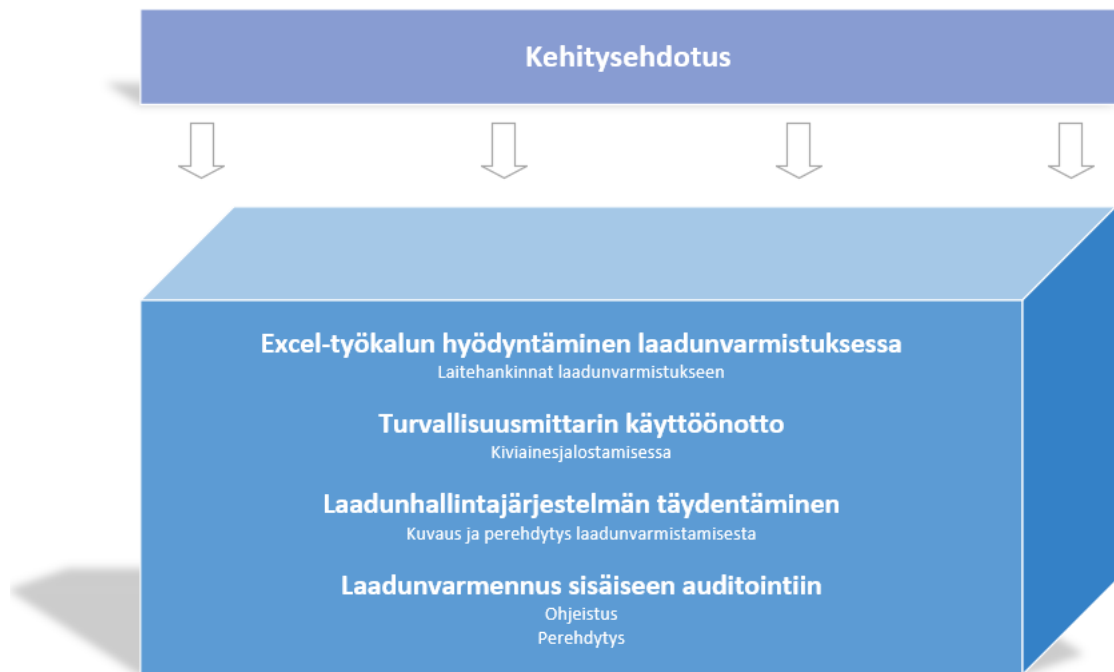 Kehitysehdotus
Excel-työkalun hyödyntäminen laadunvarmistuksessa
Laitehankinnat laadunvarmistukseen
Turvallisuusmittarin käyttöönotto
Kiviainesjalostamisessa
Laadunhallintajärjestelmän täydentäminen
Kuvaus ja perehdytys laadunvarmistamisesta
Laadunvarmennus sisäiseen auditointiin
Ohjeistus
Perehdytys